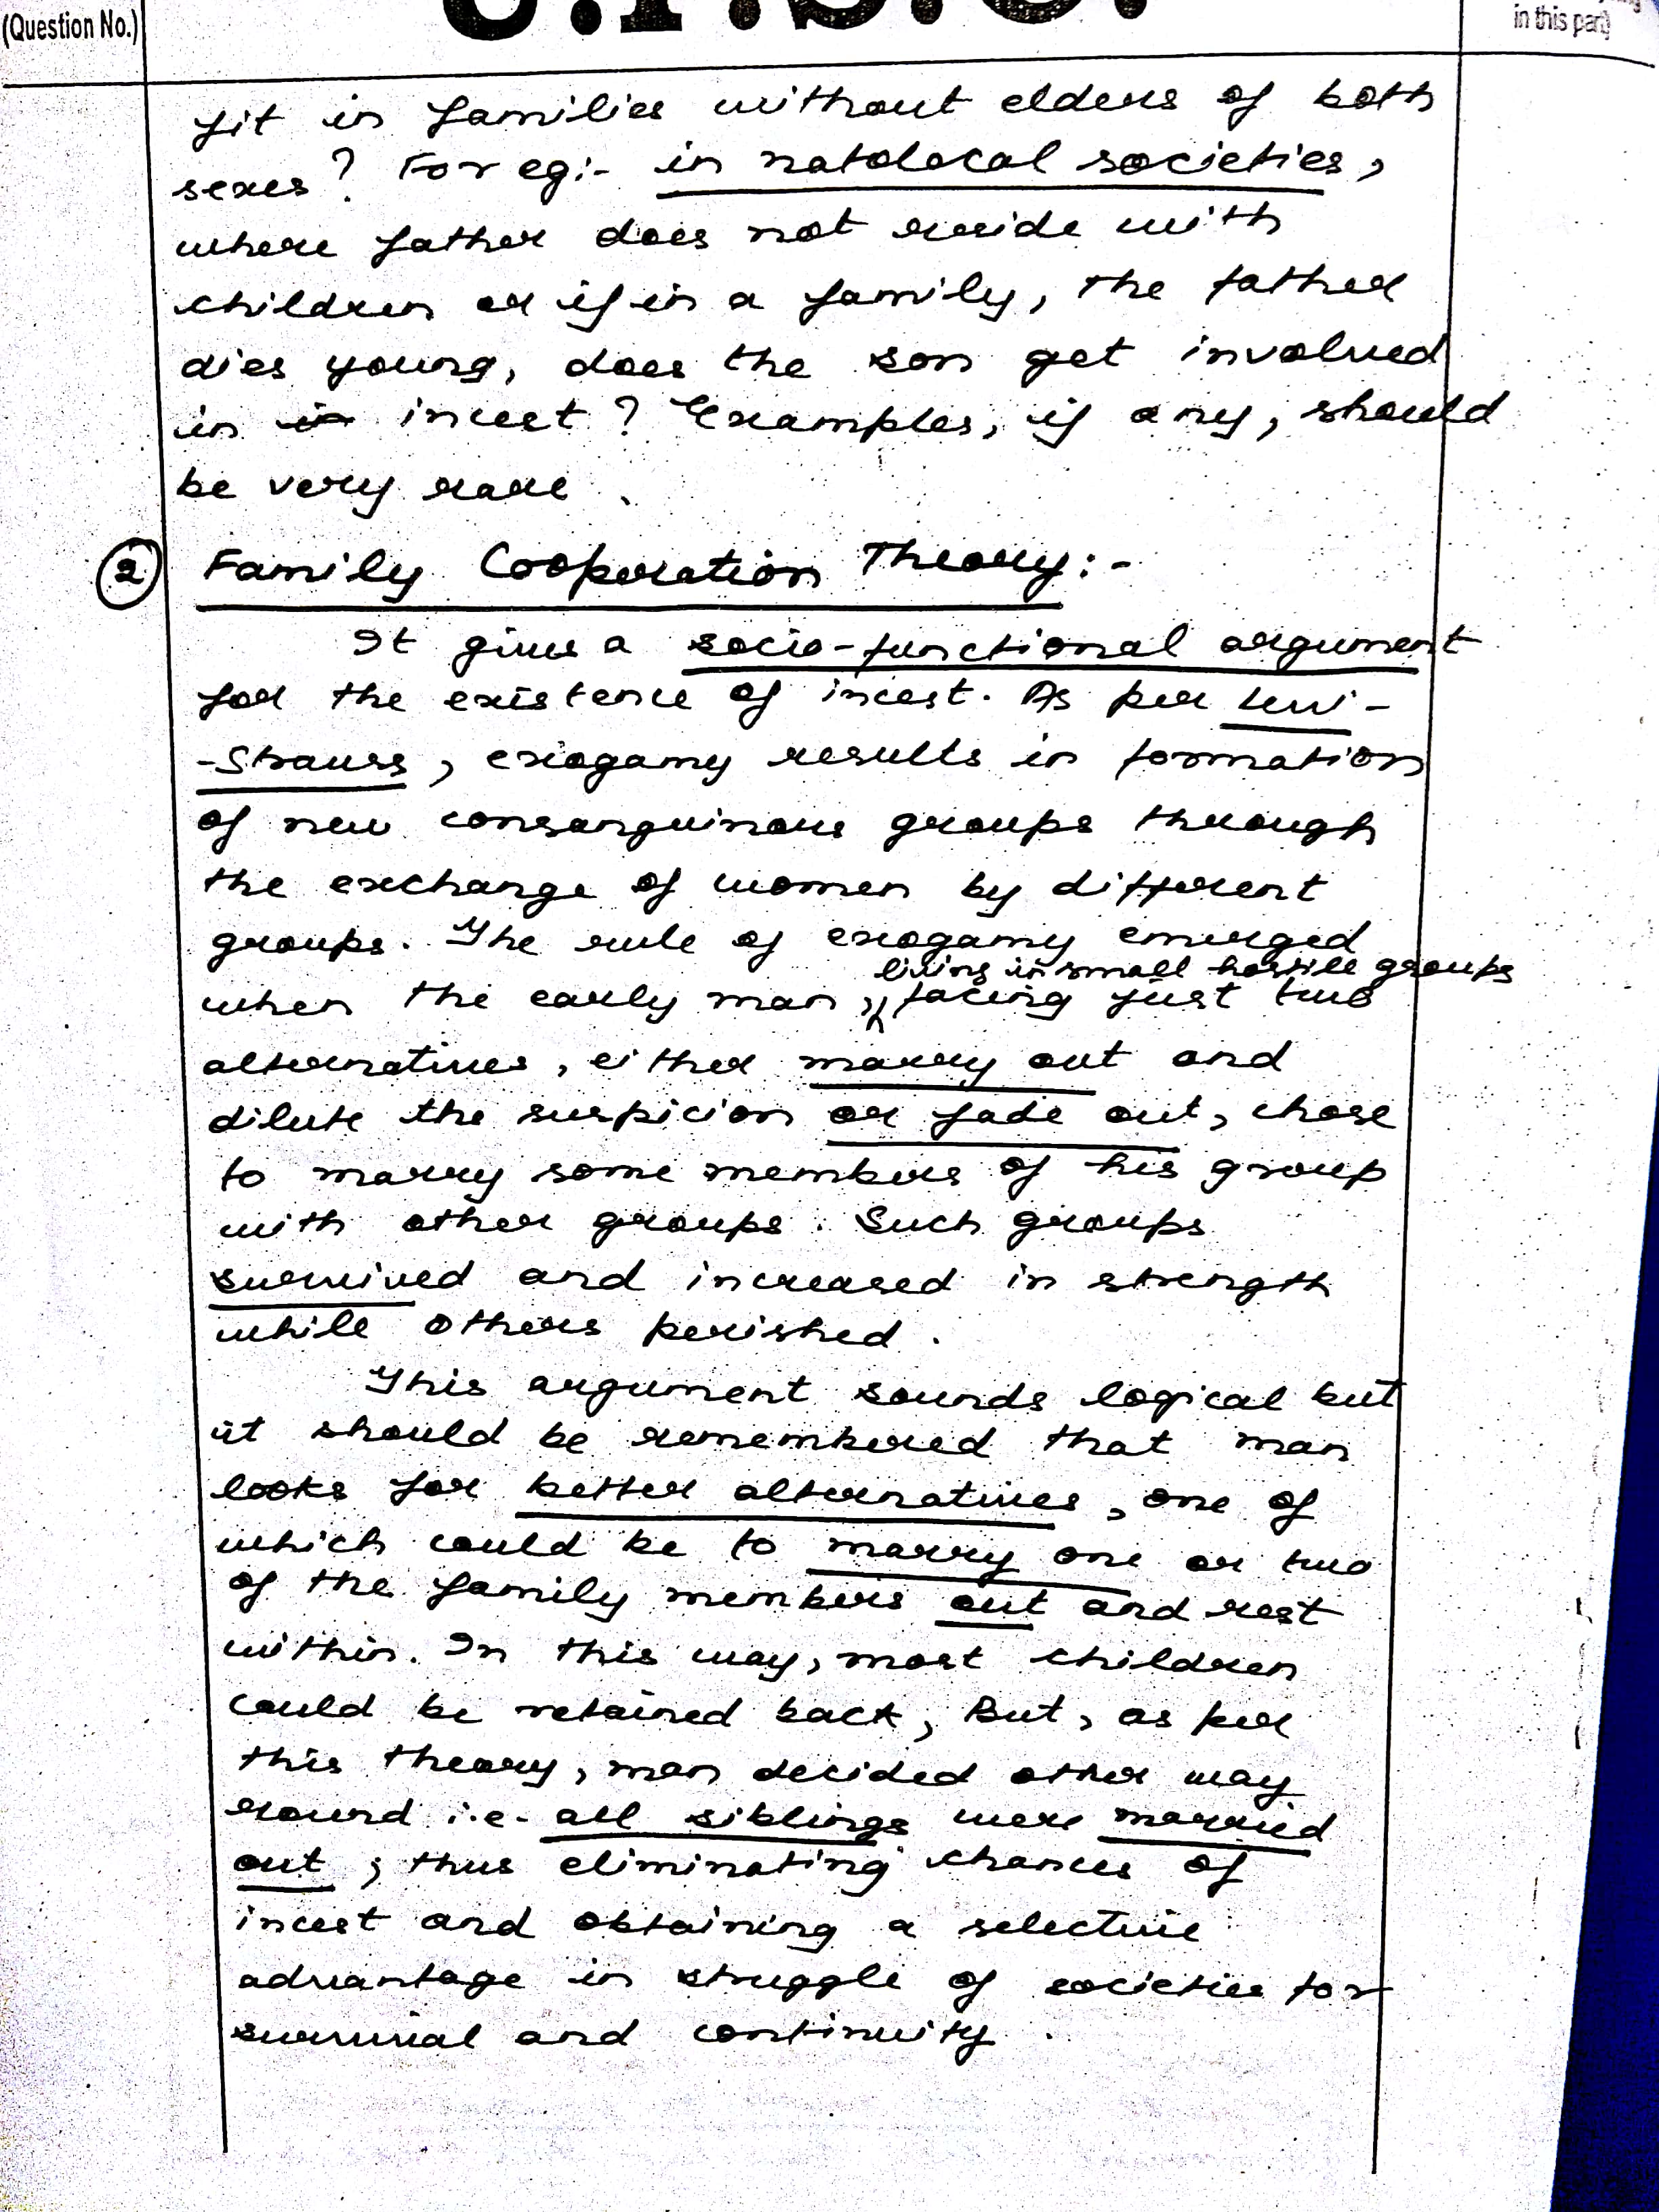 (Question No.)
U.P.S.C.
in this part)
fit in families without elders of both
sexes? For eg:- in natolocal societies,
where father does not reside with
children or if in a family, the father
dies young, does the son get involved
in incest? Examples, if any, should
be very rare.
2 Family Cooperation Theory:-
It gives a socio-functional argument
for the existence of incest. As per Levi-
-Strauss, exogamy results in formation
of new consanguinous groups through
the exchange of women by different
groups. The rule of exogamy emerged
living in small hostile groups
when the early man, facing just two
alternatives, either marry out and
dilute the suspicion or fade out, chose
to marry some members of his group
with other groups. Such groups
survived and increased in strength
while others perished.
This argument sounds logical but
it should be remembered that man
looks for better alternatives, one of
which could be to marry one or two
of the family members out and rest
within. In this way, most children
could be retained back, But, as per
this theory, man decided other way
round i.e. all siblings were married
out, thus eliminating chances of
incest and obtaining a selective
advantage in struggle of societies for
survival and continuity.